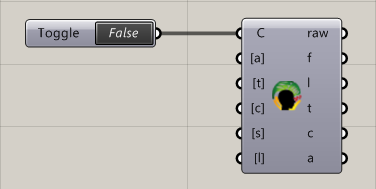 Toggle False
C raw
[a] f
[t] l
[c] t
[s] c
[l] a